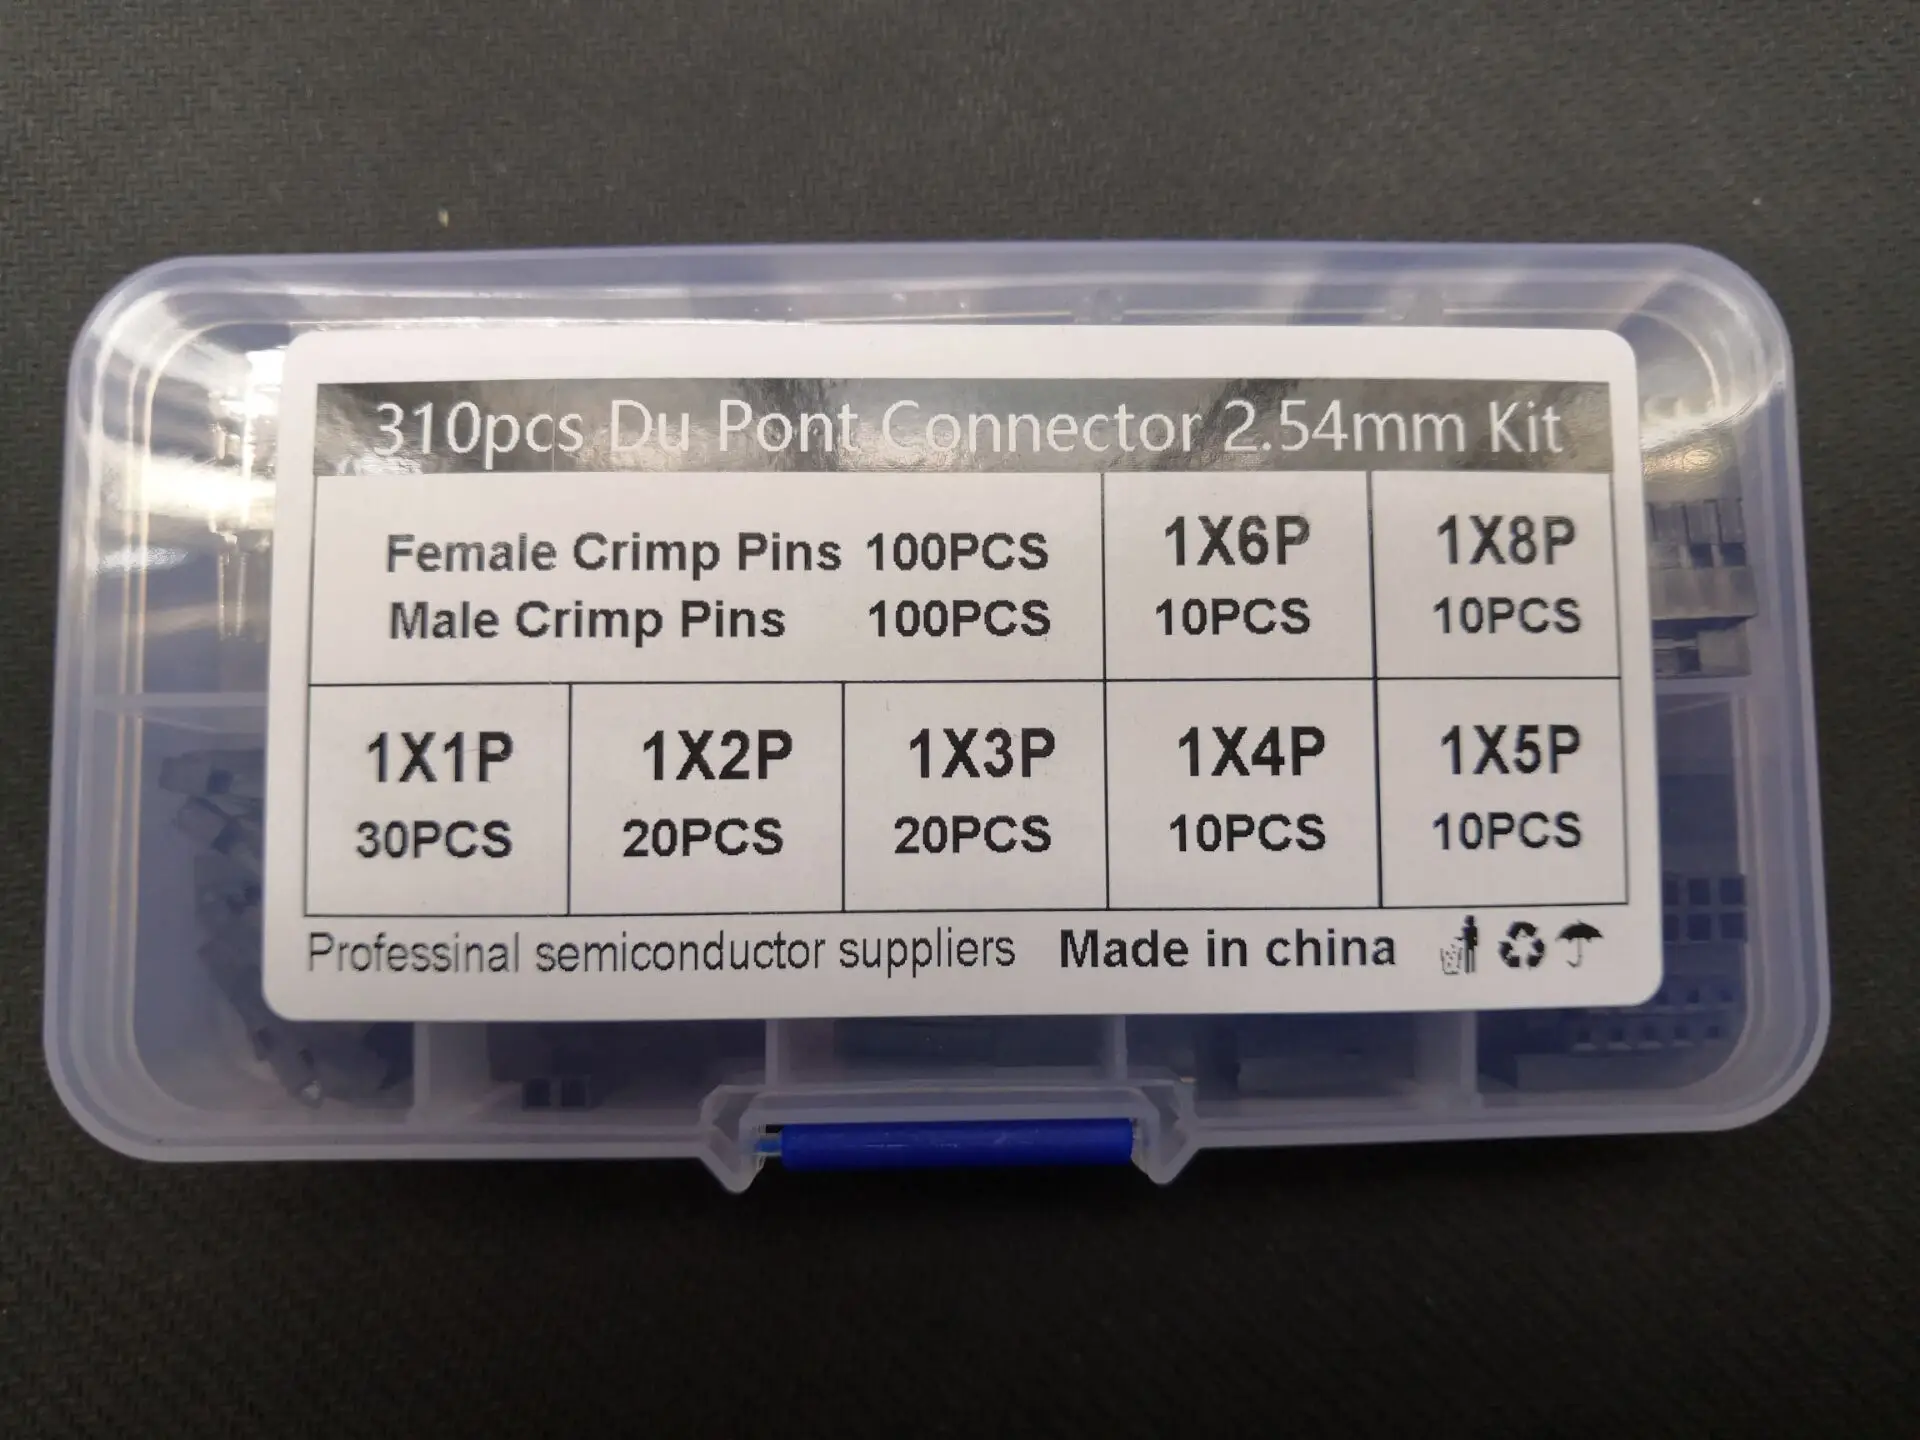 310pcs Du Pont Connector 2.54mm Kit
Female Crimp Pins 100PCS
Male Crimp Pins 100PCS
1X6P
10PCS
1X8P
10PCS
1X1P
30PCS
1X2P
20PCS
1X3P
20PCS
1X4P
10PCS
1X5P
10PCS
Professinal semiconductor suppliers Made in china